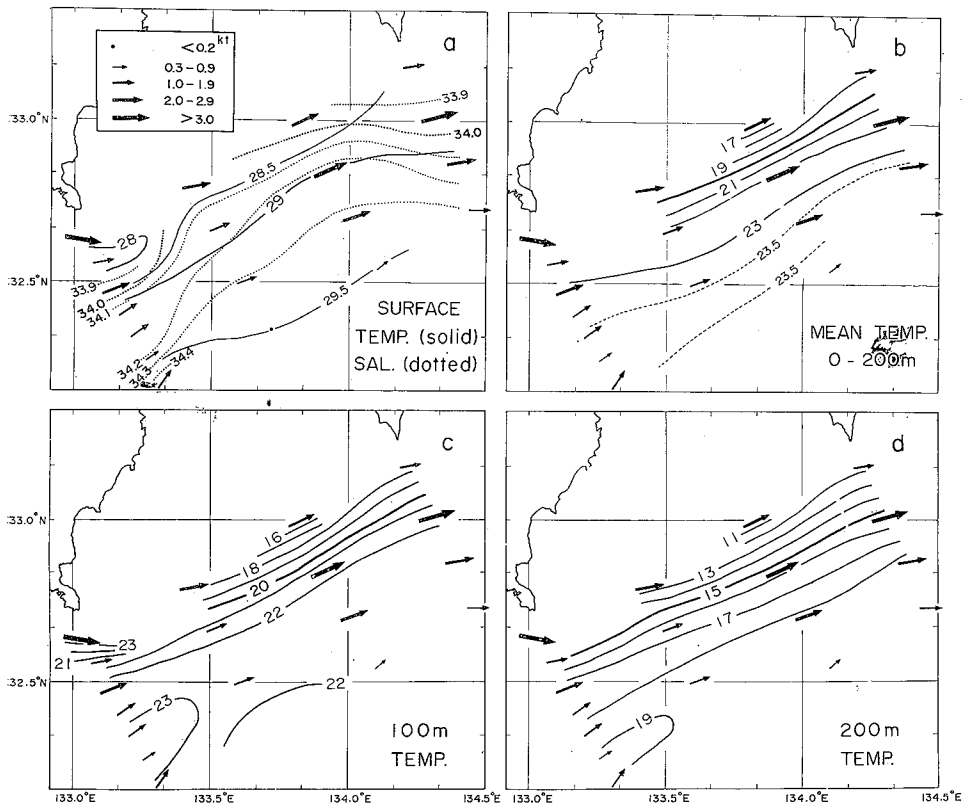 a
<0.2 kt
0.3-0.9
1.0-1.9
2.0-2.9
>3.0
33.0°N
32.5°N
33.9
34.0
28.5
29
28
33.9
34.0
34.1
34.2
34.3
34.4
29.5
SURFACE
TEMP. (solid)
SAL. (dotted)
b
17
19
21
23
23.5
23.5
MEAN TEMP.
0-200m
c
33.0°N
32.5°N
16
18
20
22
23
21
23
22
100m
TEMP.
133.0°E
133.5°E
134.0°E
134.5°E
d
11
13
15
17
19
200m
TEMP.
133.0°E
133.5°E
134.0°E
134.5°E